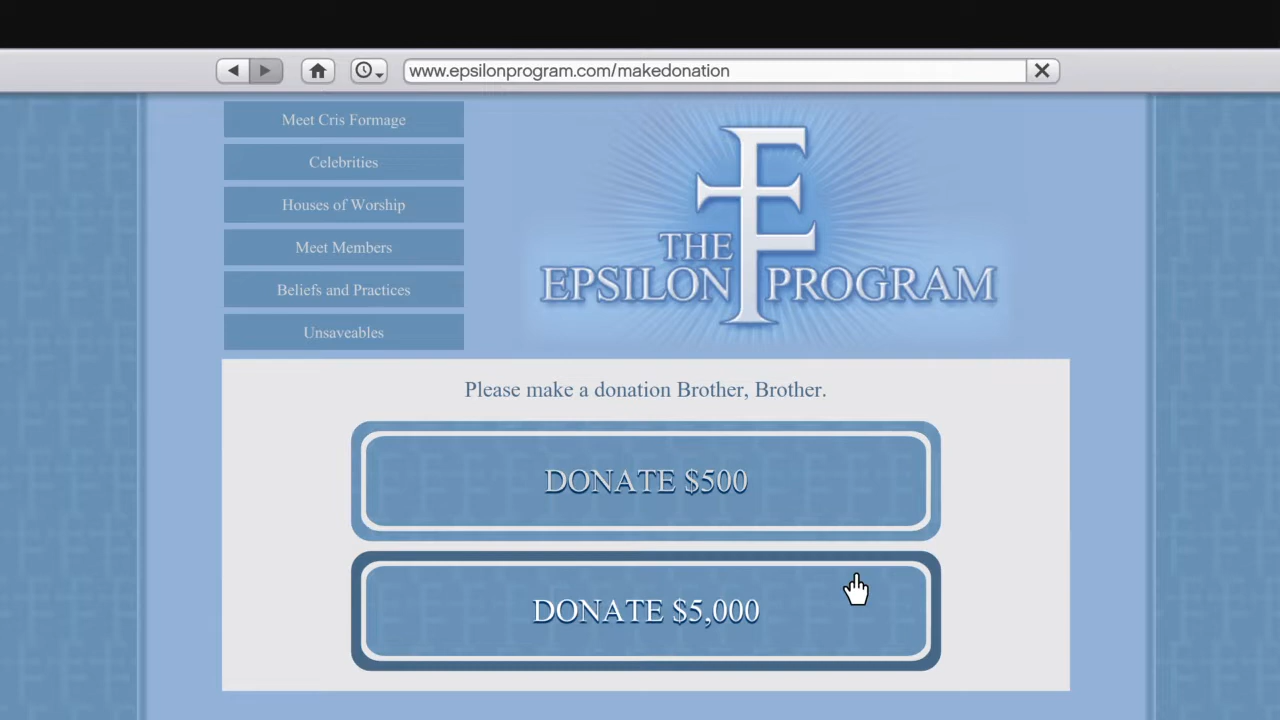 www.epsilonprogram.com/makedonation
Meet Cris Formage
Celebrities
Houses of Worship
Meet Members
Beliefs and Practices
Unsaveables
THE
EPSILON PROGRAM
Please make a donation Brother, Brother.
DONATE $500
DONATE $5,000